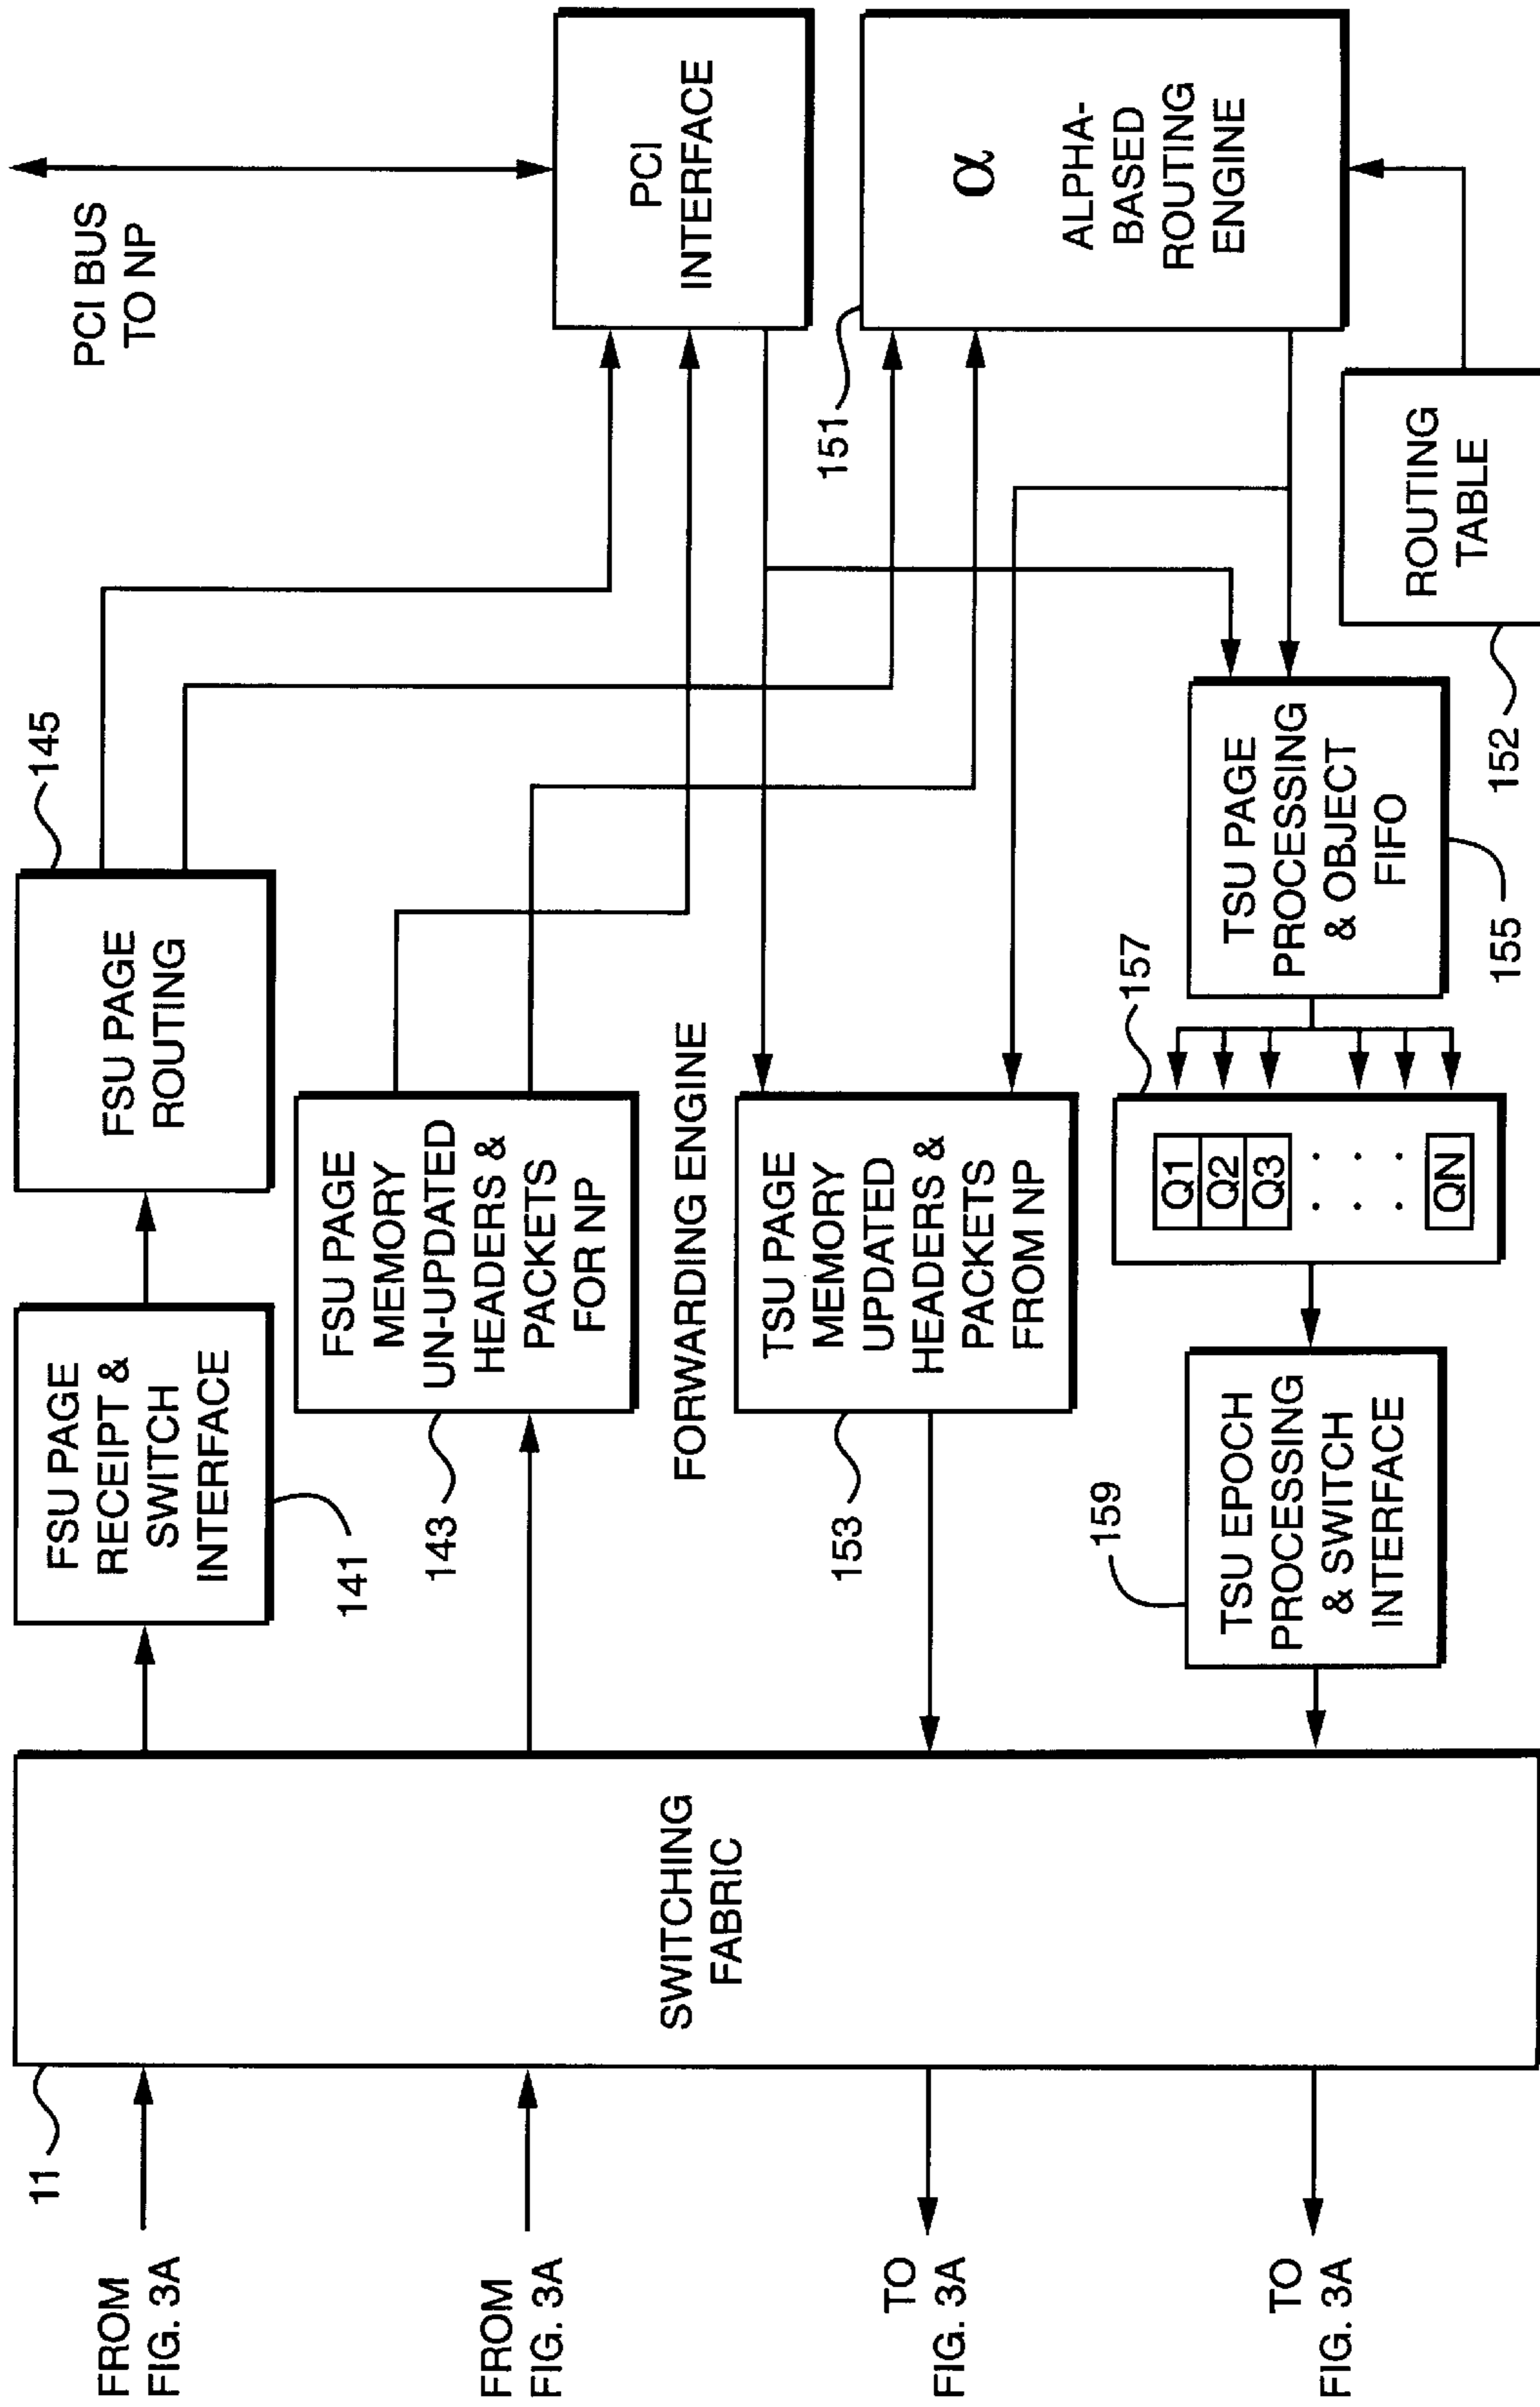 FROM
FIG. 3A
FROM
FIG. 3A
TO
FIG. 3A
TO
FIG. 3A
11
SWITCHING
FABRIC
FSU PAGE
RECEIPT &
SWITCH
INTERFACE
141
FSU PAGE
ROUTING
145
FSU PAGE
MEMORY
UN-UPDATED
HEADERS &
PACKETS
FOR NP
143
FORWARDING ENGINE
TSU PAGE
MEMORY
UPDATED
HEADERS &
PACKETS
FROM NP
153
TSU EPOCH
PROCESSING
& SWITCH
INTERFACE
159
Q1
Q2
Q3
QN
157
TSU PAGE
PROCESSING
& OBJECT
FIFO
155
PCI BUS
TO NP
PCI
INTERFACE
α
ALPHA-
BASED
ROUTING
ENGINE
151
ROUTING
TABLE
152